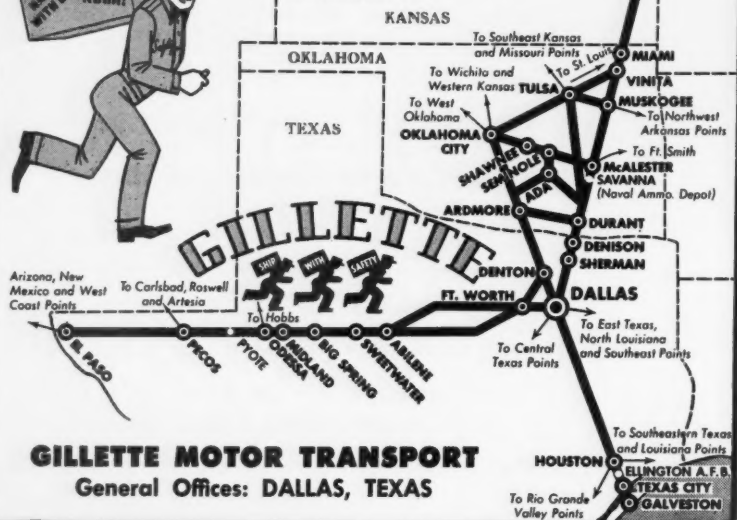 KANSAS
To Southeast Kansas
and Missouri Points
To St. Louis
MIAMI
OKLAHOMA
To Wichita and
Western Kansas
TULSA
VINITA
MUSKOGEE
To West
Oklahoma
To Northwest
Arkansas Points
TEXAS
OKLAHOMA
CITY
SHAWNEE
SEMINOLE
To Ft. Smith
McALESTER
SAVANNA
(Naval Ammo. Depot)
ADA
ARDMORE
DURANT
GILLETTE
DENISON
SHERMAN
SHIP
WITH
SAFETY
DENTON
Arizona, New
Mexico and West
Coast Points
To Carlsbad, Roswell
and Artesia
FT. WORTH
DALLAS
To Hobbs
To East Texas,
North Louisiana
and Southeast Points
To Central
Texas Points
EL PASO
PECOS
PYOTE
ODESSA
MIDLAND
BIG SPRING
SWEETWATER
ABILENE
GILLETTE MOTOR TRANSPORT
General Offices: DALLAS, TEXAS
To Southeastern Texas
and Louisiana Points
HOUSTON
ELLINGTON A.F.B.
TEXAS CITY
GALVESTON
To Rio Grande
Valley Points